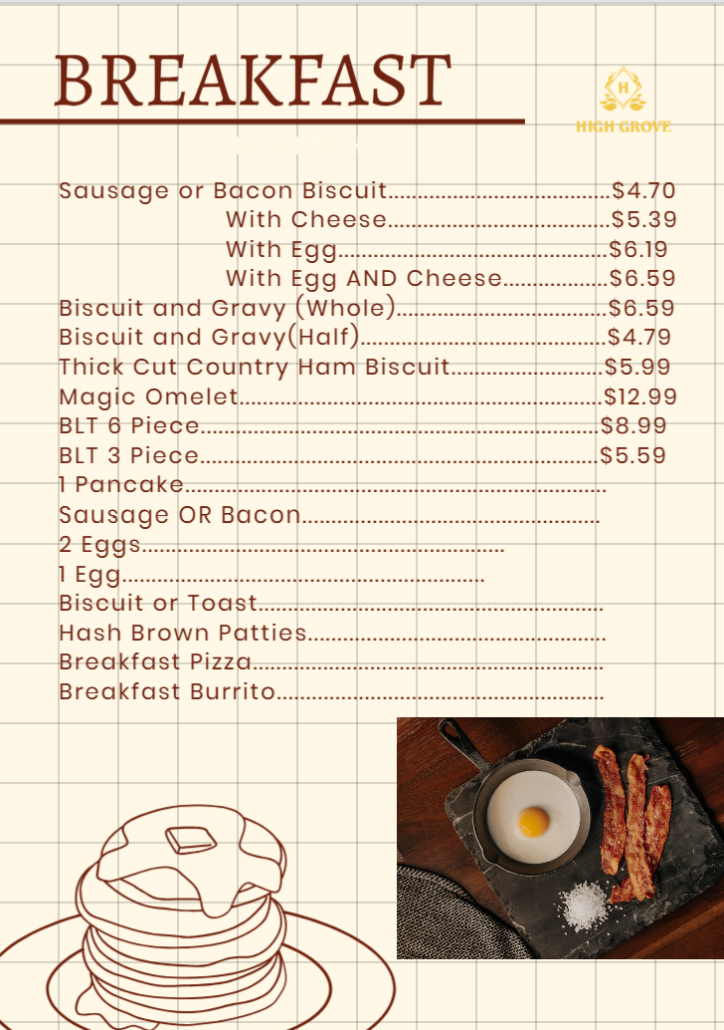 BREAKFAST
H
HIGH GROVE
Sausage or Bacon Biscuit.....................................$4.70
With Cheese.....................................$5.39
With Egg.............................................$6.19
With Egg AND Cheese..................$6.59
Biscuit and Gravy (Whole)...................................$6.59
Biscuit and Gravy(Half).........................................$4.79
Thick Cut Country Ham Biscuit.........................$5.99
Magic Omelet.............................................................$12.99
BLT 6 Piece..................................................................$8.99
BLT 3 Piece..................................................................$5.59
1 Pancake......................................................................
Sausage OR Bacon..................................................
2 Eggs.............................................................
1 Egg.............................................................
Biscuit or Toast..........................................................
Hash Brown Patties..................................................
Breakfast Pizza...........................................................
Breakfast Burrito.......................................................